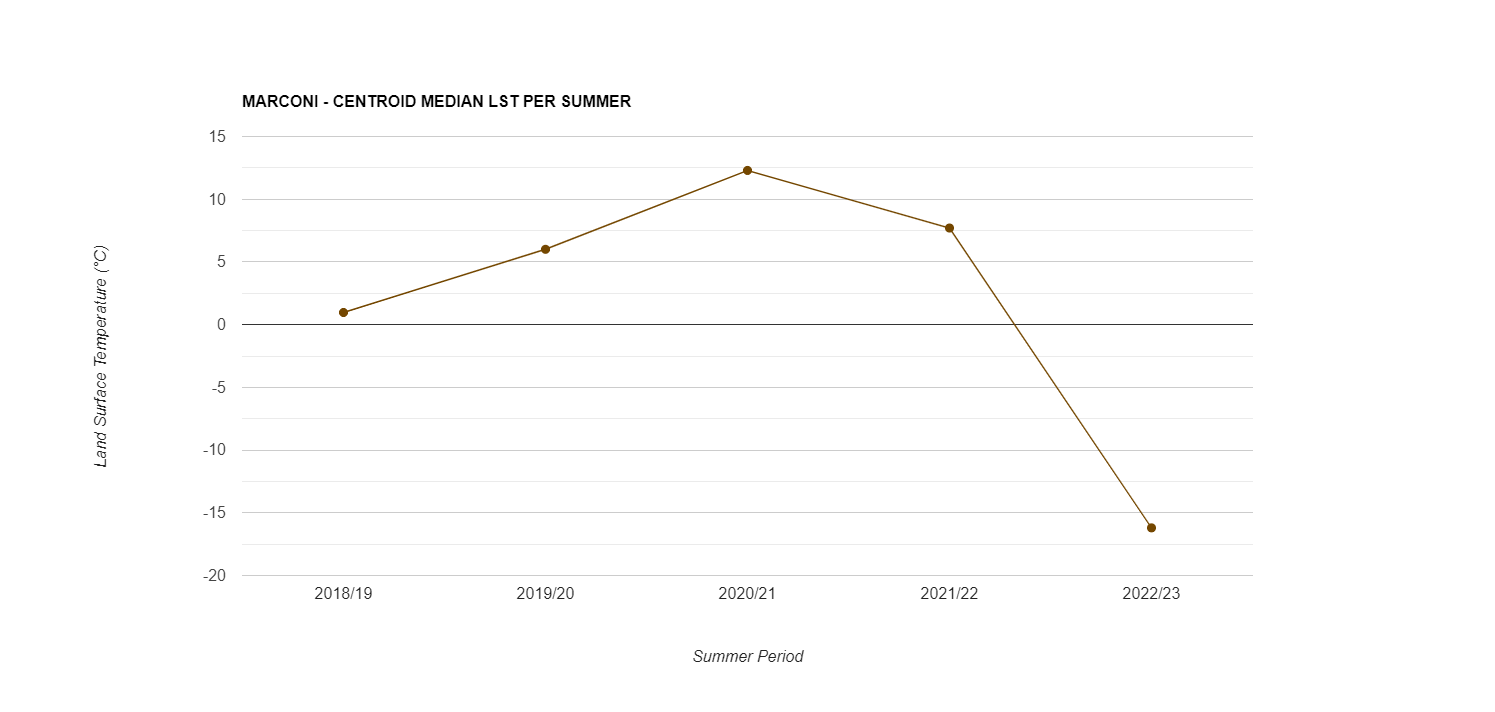 MARCONI - CENTROID MEDIAN LST PER SUMMER
15
10
5
0
-5
-10
-15
-20
Land Surface Temperature (°C)
2018/19 2019/20 2020/21 2021/22 2022/23
Summer Period